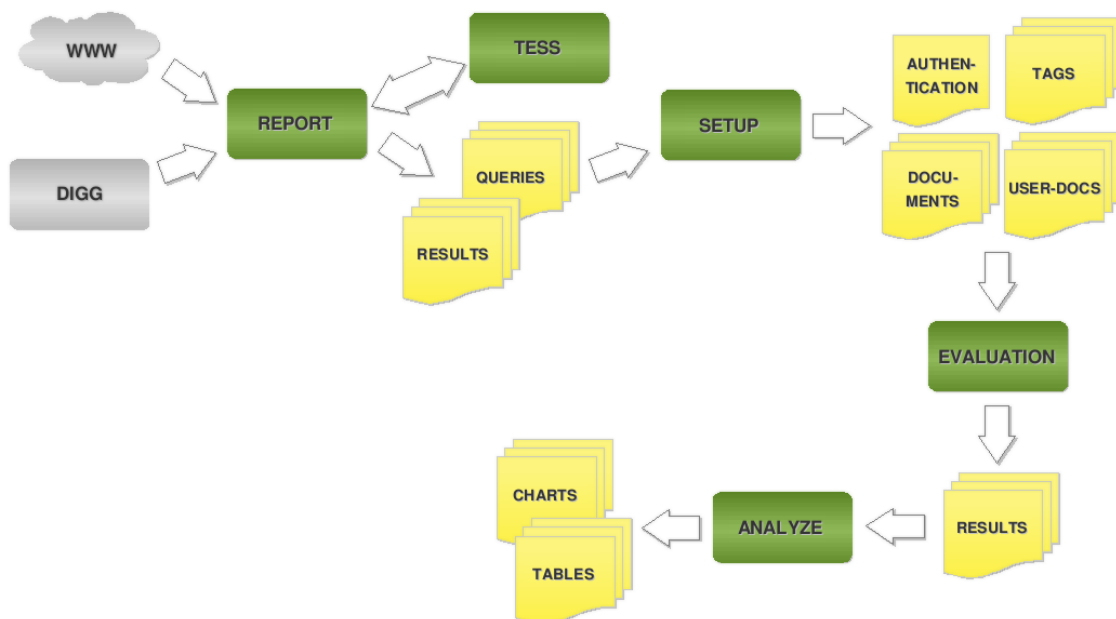 WWW
TESS
REPORT
DIGG
QUERIES
RESULTS
SETUP
AUTHEN-
TICATION
TAGS
DOCU-
MENTS
USER-DOCS
EVALUATION
RESULTS
ANALYZE
CHARTS
TABLES